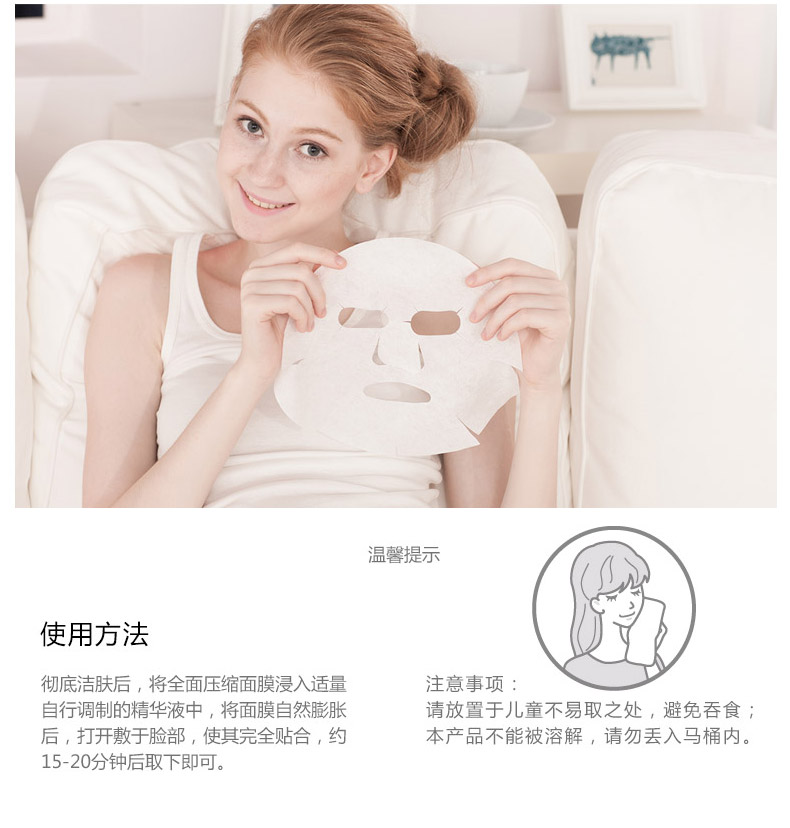 温馨提示
使用方法
彻底洁肤后，将全面压缩面膜浸入适量
自行调制的精华液中，将面膜自然膨胀
后，打开敷于脸部，使其完全贴合，约
15-20分钟后取下即可。
注意事项：
请放置于儿童不易取之处，避免吞食；
本产品不能被溶解，请勿丢入马桶内。